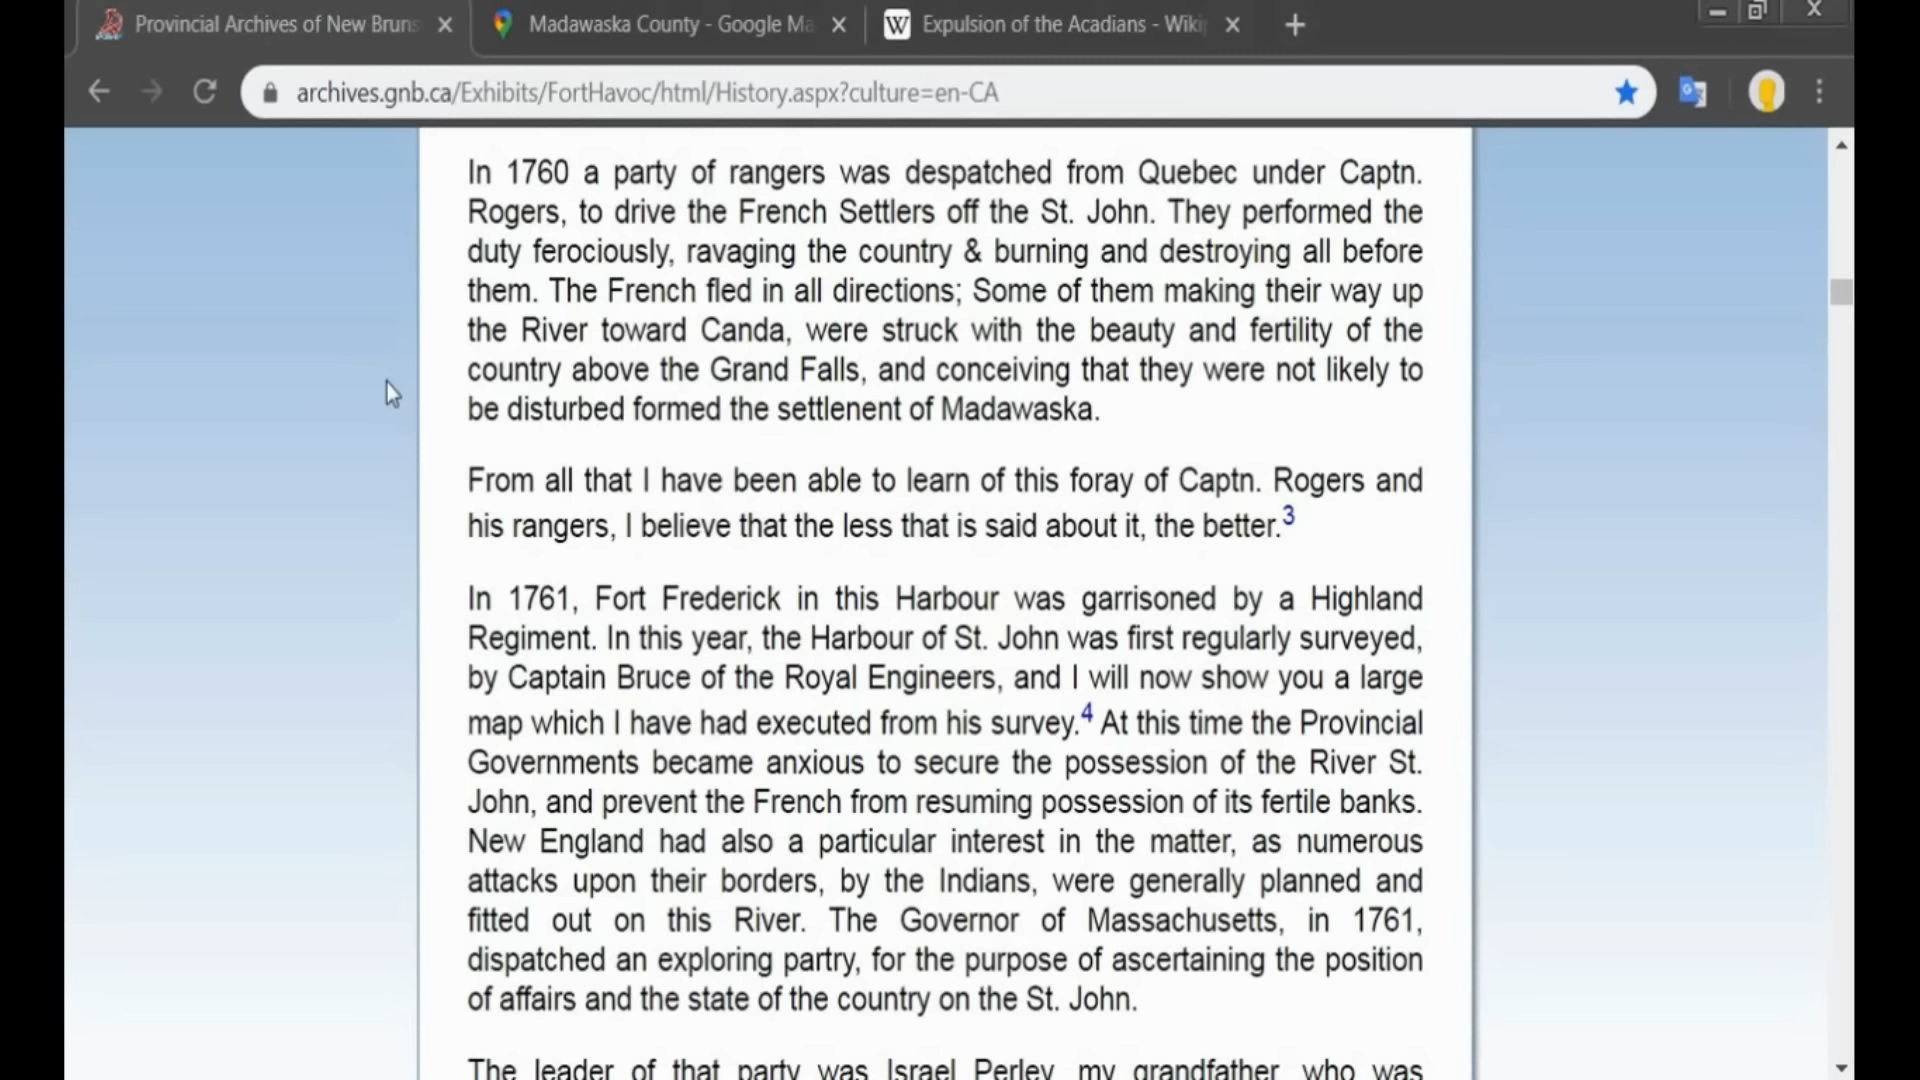 Provincial Archives of New Bruns
Madawaska County - Google Ma
W
Expulsion of the Acadians - Wiki
archives.gnb.ca/Exhibits/FortHavoc/html/History.aspx?culture=en-CA
In 1760 a party of rangers was despatched from Quebec under Captn.
Rogers, to drive the French Settlers off the St. John. They performed the
duty ferociously, ravaging the country & burning and destroying all before
them. The French fled in all directions; Some of them making their way up
the River toward Canda, were struck with the beauty and fertility of the
country above the Grand Falls, and conceiving that they were not likely to
be disturbed formed the settlenent of Madawaska.
From all that I have been able to learn of this foray of Captn. Rogers and
his rangers, I believe that the less that is said about it, the better.3
In 1761, Fort Frederick in this Harbour was garrisoned by a Highland
Regiment. In this year, the Harbour of St. John was first regularly surveyed,
by Captain Bruce of the Royal Engineers, and I will now show you a large
map which I have had executed from his survey.4 At this time the Provincial
Governments became anxious to secure the possession of the River St.
John, and prevent the French from resuming possession of its fertile banks.
New England had also a particular interest in the matter, as numerous
attacks upon their borders, by the Indians, were generally planned and
fitted out on this River. The Governor of Massachusetts, in 1761,
dispatched an exploring partry, for the purpose of ascertaining the position
of affairs and the state of the country on the St. John.
The leader of that party was Israel Perley, my grandfather, who was